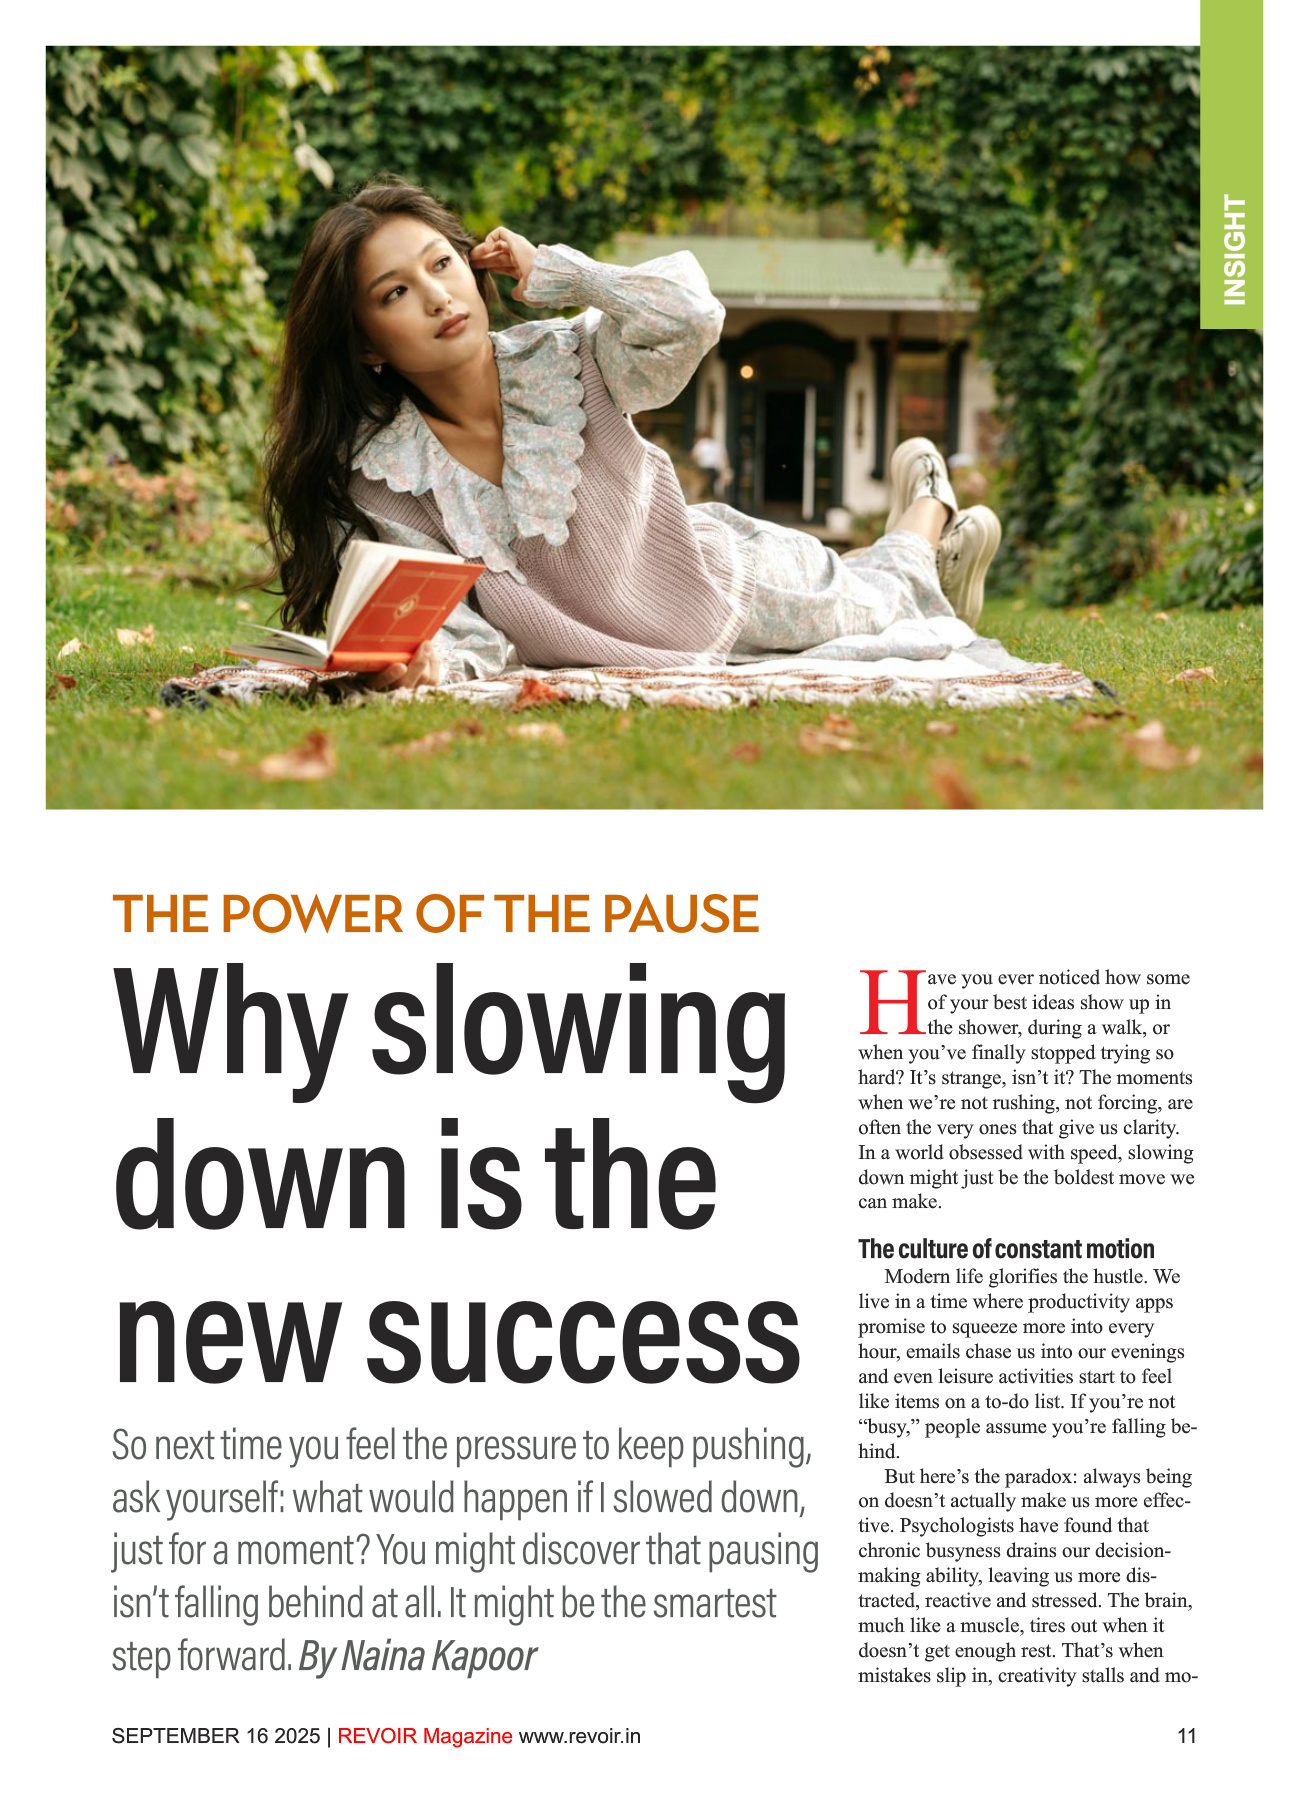 INSIGHT
THE POWER OF THE PAUSE
Why slowing
down is the
new success
So next time you feel the pressure to keep pushing,
ask yourself: what would happen if I slowed down,
just for a moment? You might discover that pausing
isn’t falling behind at all. It might be the smartest
step forward. By Naina Kapoor
Have you ever noticed how some
of your best ideas show up in
the shower, during a walk, or
when you’ve finally stopped trying so
hard? It’s strange, isn’t it? The moments
when we’re not rushing, not forcing, are
often the very ones that give us clarity.
In a world obsessed with speed, slowing
down might just be the boldest move we
can make.
The culture of constant motion
Modern life glorifies the hustle. We
live in a time where productivity apps
promise to squeeze more into every
hour, emails chase us into our evenings
and even leisure activities start to feel
like items on a to-do list. If you’re not
“busy,” people assume you’re falling be-
hind.
But here’s the paradox: always being
on doesn’t actually make us more effec-
tive. Psychologists have found that
chronic busyness drains our decision-
making ability, leaving us more dis-
tracted, reactive and stressed. The brain,
much like a muscle, tires out when it
doesn’t get enough rest. That’s when
mistakes slip in, creativity stalls and mo-
SEPTEMBER 16 2025 | REVOIR Magazine www.revoir.in
11